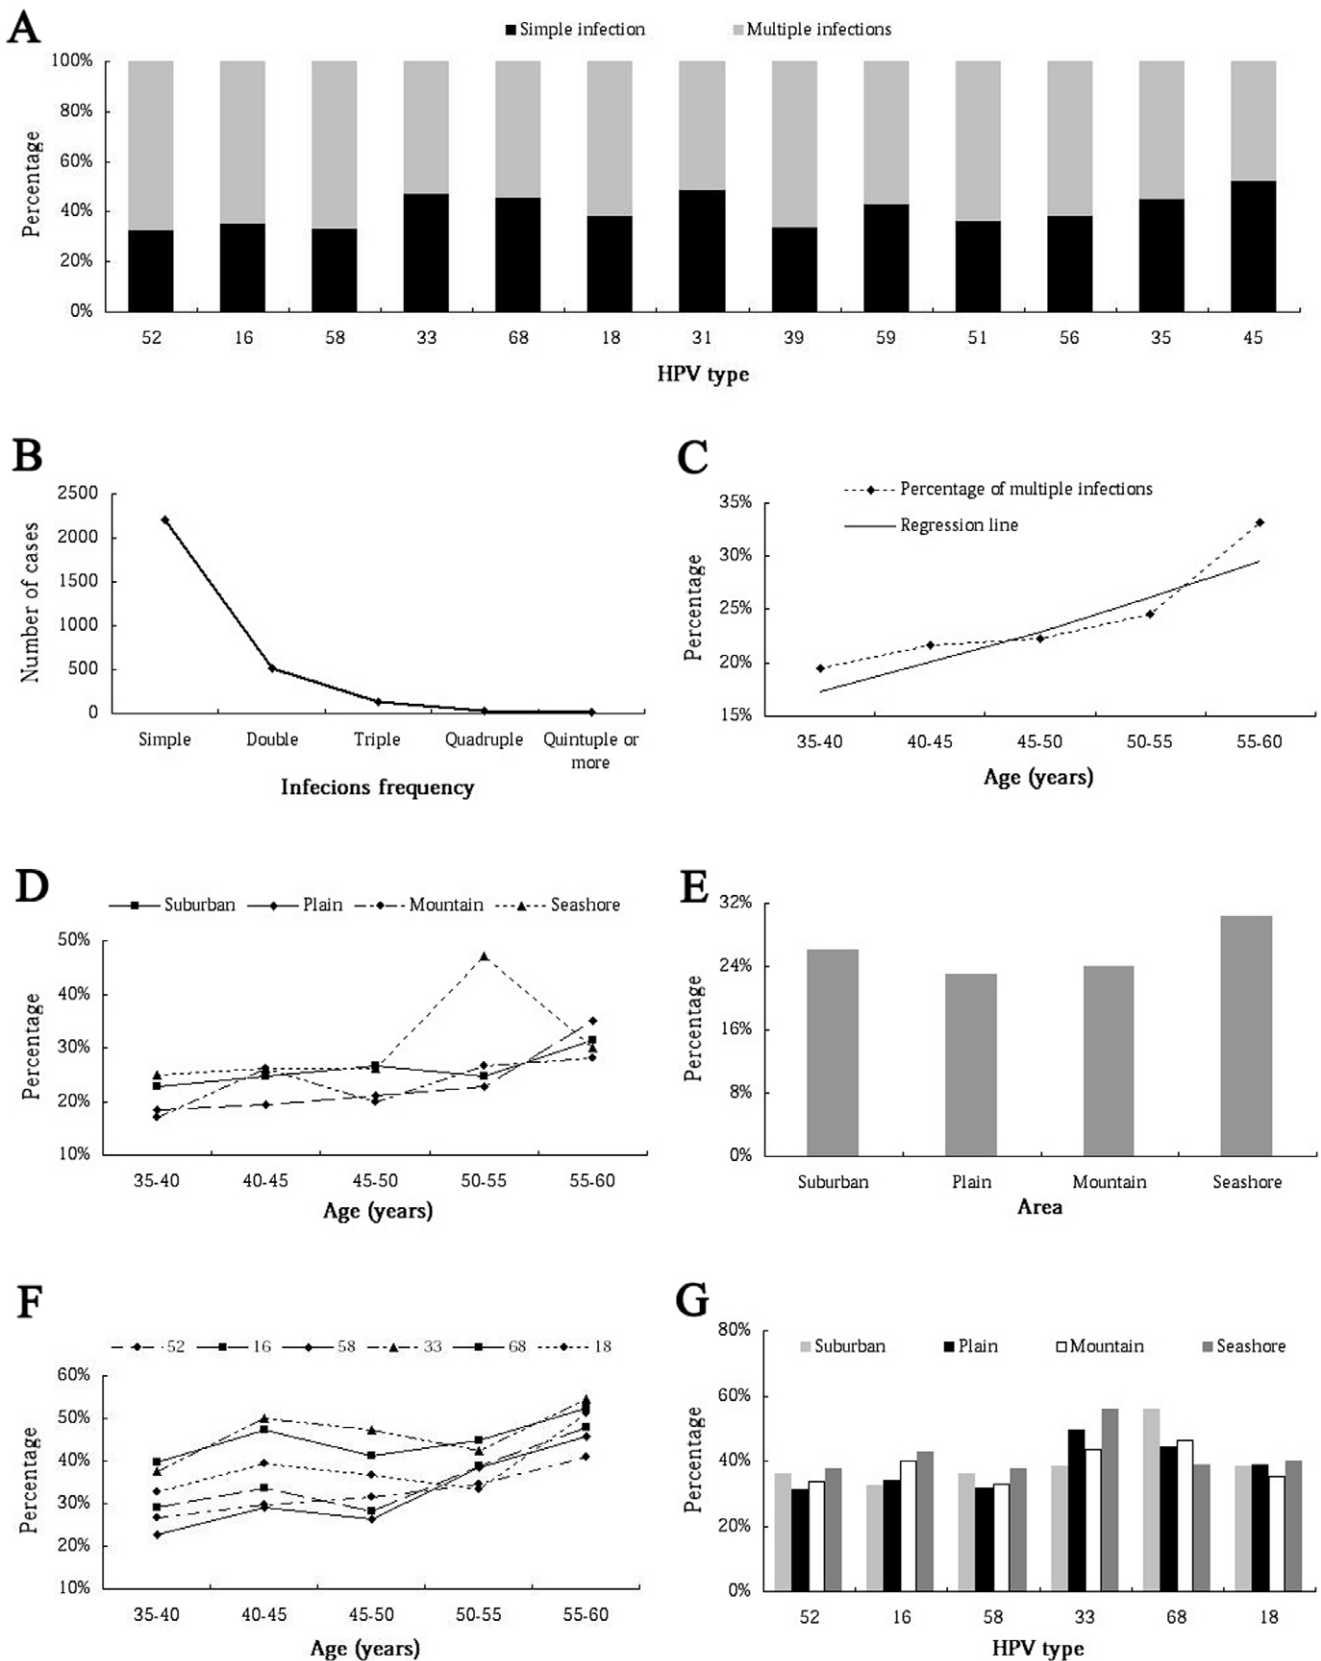 A
Simple infection Multiple infections
100%
80%
60%
40%
20%
0%
Percentage
52 16 58 33 68 18 31 39 59 51 56 35 45
HPV type
B
2500
2000
1500
1000
500
0
Number of cases
Simple Double Triple Quadruple Quintuple or
more
Infecions frequency
C
Percentage of multiple infections
Regression line
35%
30%
25%
20%
15%
Percentage
35-40 40-45 45-50 50-55 55-60
Age (years)
D
Suburban Plain Mountain Seashore
50%
40%
30%
20%
10%
Percentage
35-40 40-45 45-50 50-55 55-60
Age (years)
E
32%
24%
16%
8%
0%
Percentage
Suburban Plain Mountain Seashore
Area
F
52 16 58 33 68 18
60%
50%
40%
30%
20%
10%
Percentage
35-40 40-45 45-50 50-55 55-60
Age (years)
G
Suburban Plain Mountain Seashore
80%
60%
40%
20%
0%
Percentage
52 16 58 33 68 18
HPV type